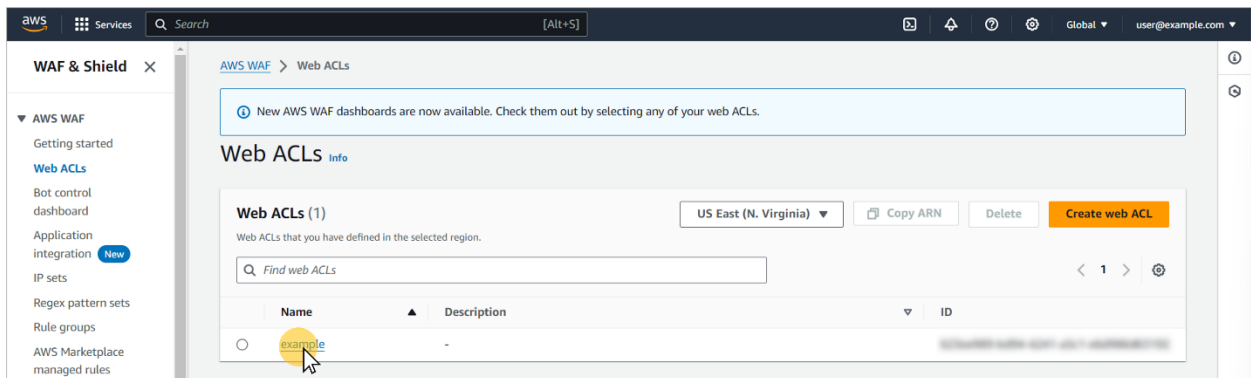 aws Services Search [Alt+S] Global user@example.com
WAF & Shield
AWS WAF
Getting started
Web ACLs
Bot control
dashboard
Application
integration New
IP sets
Regex pattern sets
Rule groups
AWS Marketplace
managed rules
AWS WAF > Web ACLs
New AWS WAF dashboards are now available. Check them out by selecting any of your web ACLs.
Web ACLs Info
Web ACLs (1) US East (N. Virginia) Copy ARN Delete Create web ACL
Web ACLs that you have defined in the selected region.
Find web ACLs < 1 >
Name Description ID
example -